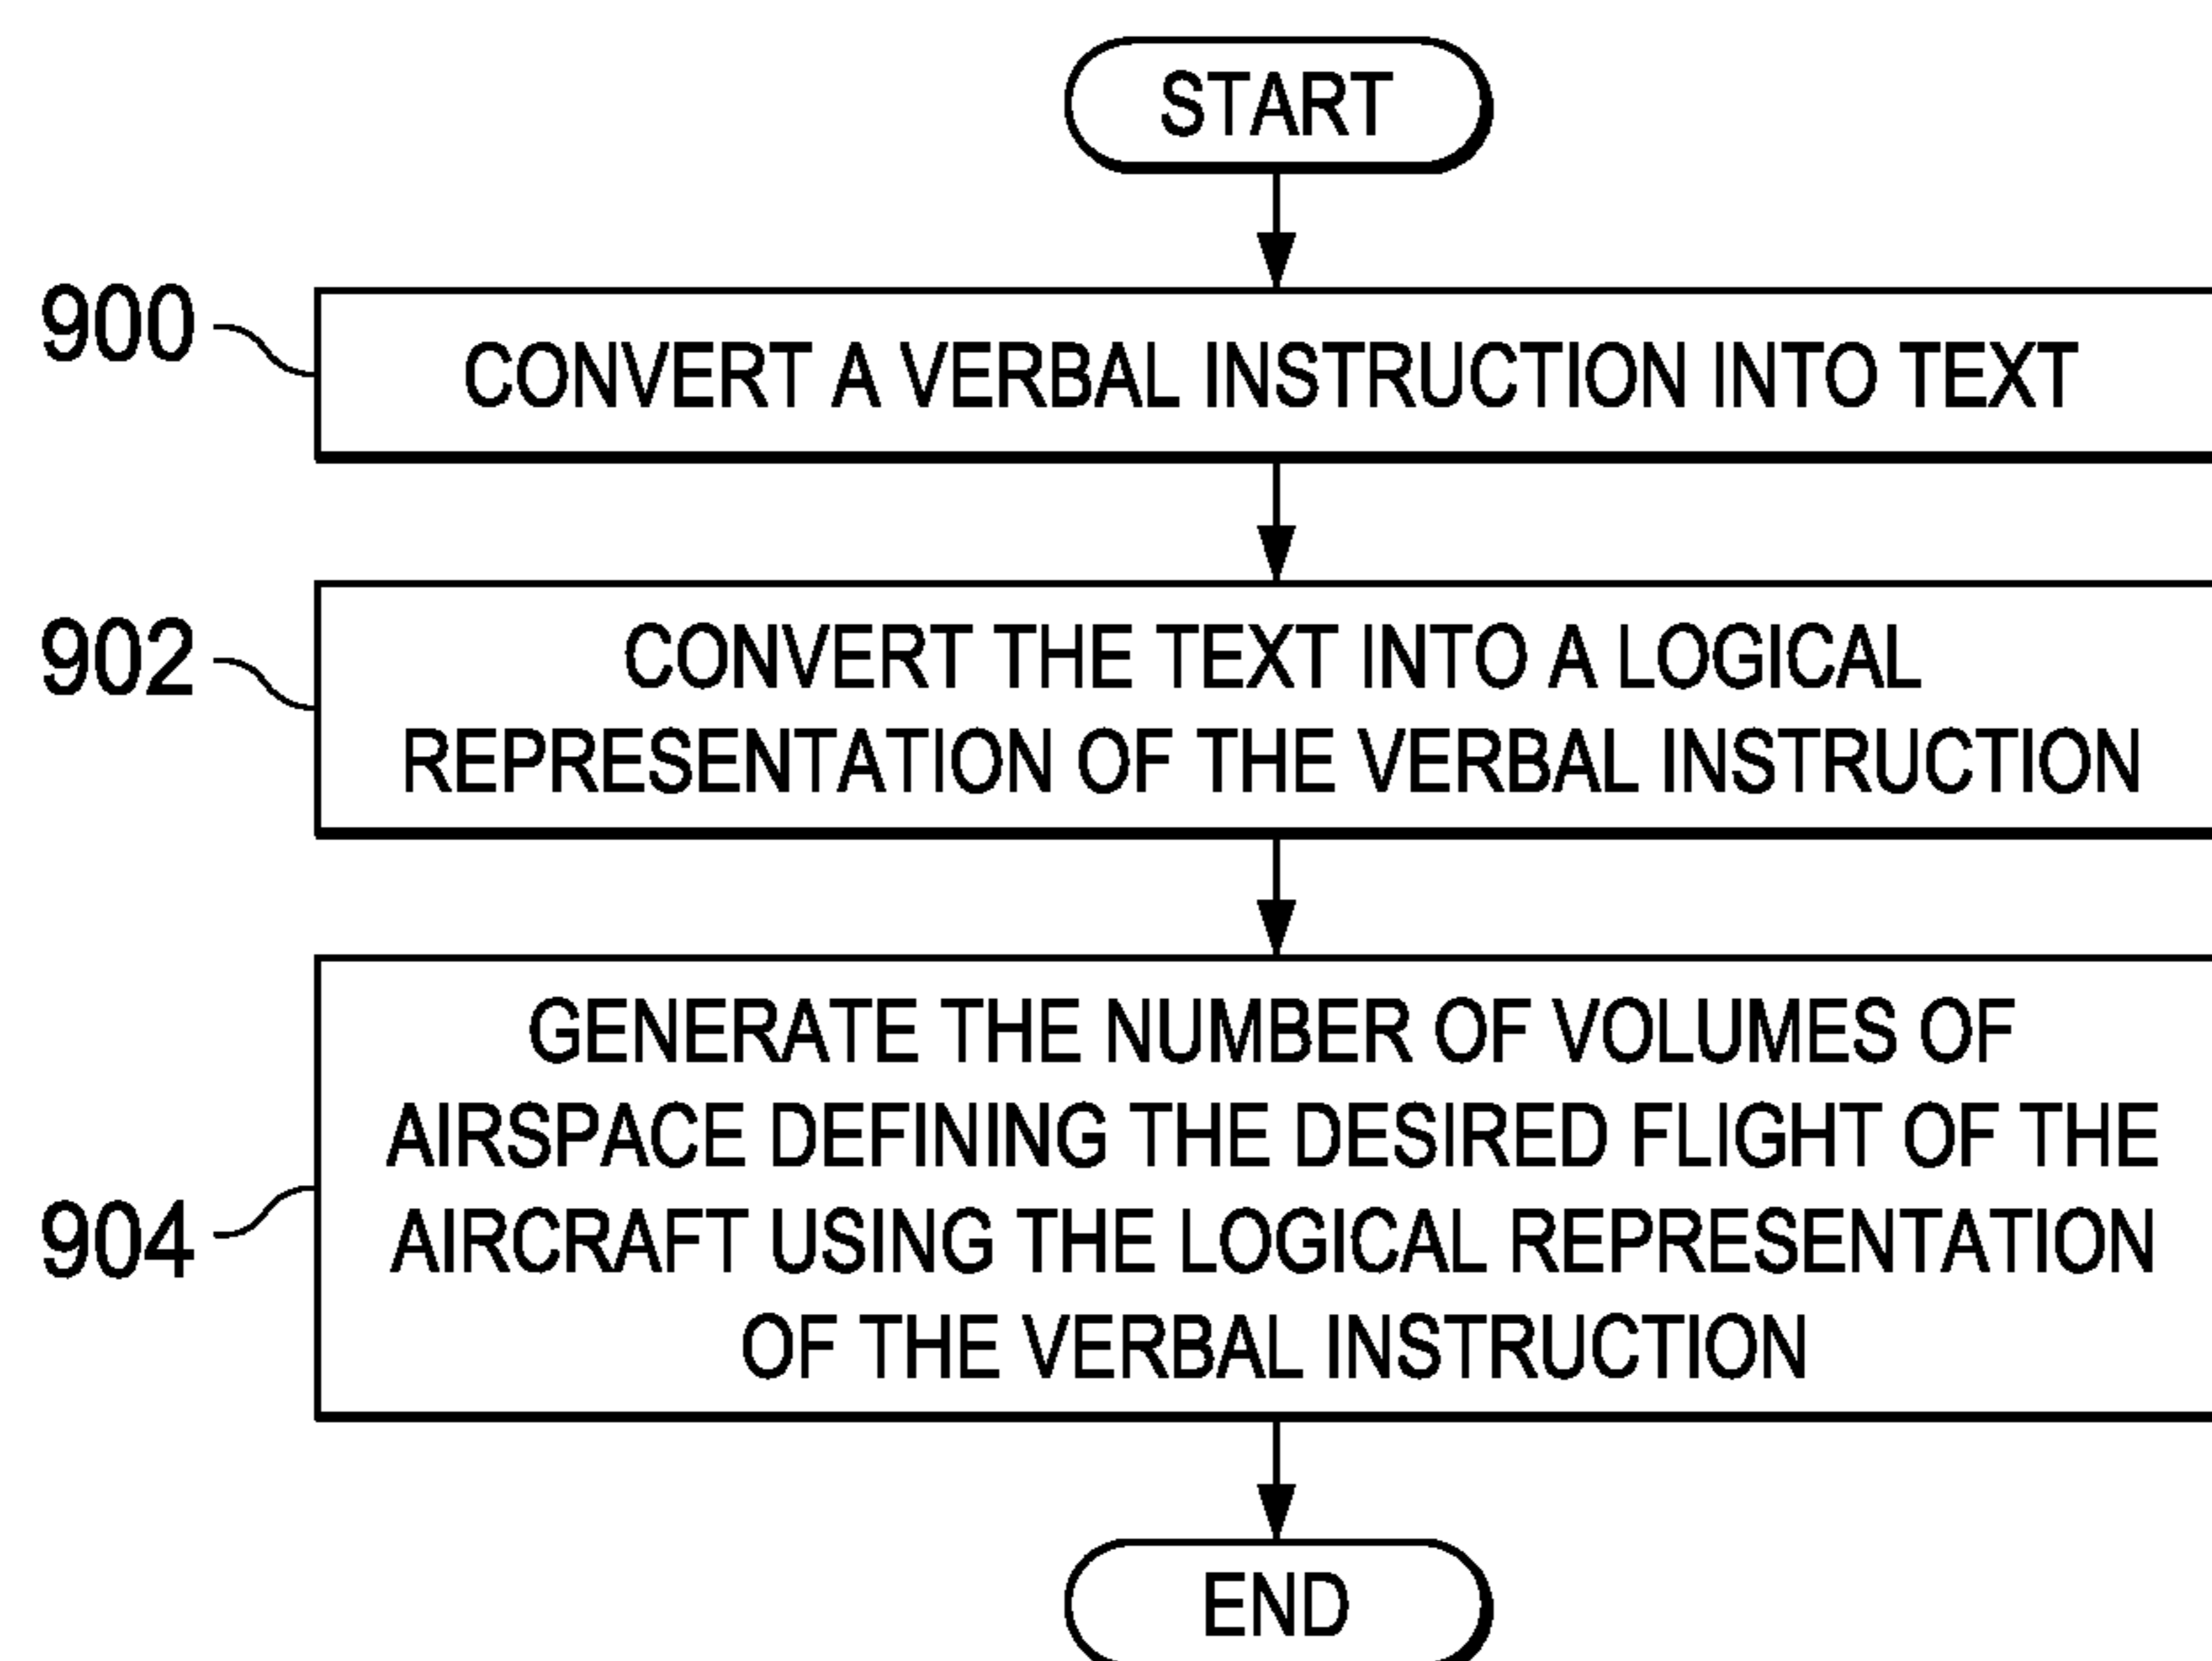 START
900
CONVERT A VERBAL INSTRUCTION INTO TEXT
902
CONVERT THE TEXT INTO A LOGICAL
REPRESENTATION OF THE VERBAL INSTRUCTION
904
GENERATE THE NUMBER OF VOLUMES OF
AIRSPACE DEFINING THE DESIRED FLIGHT OF THE
AIRCRAFT USING THE LOGICAL REPRESENTATION
OF THE VERBAL INSTRUCTION
END